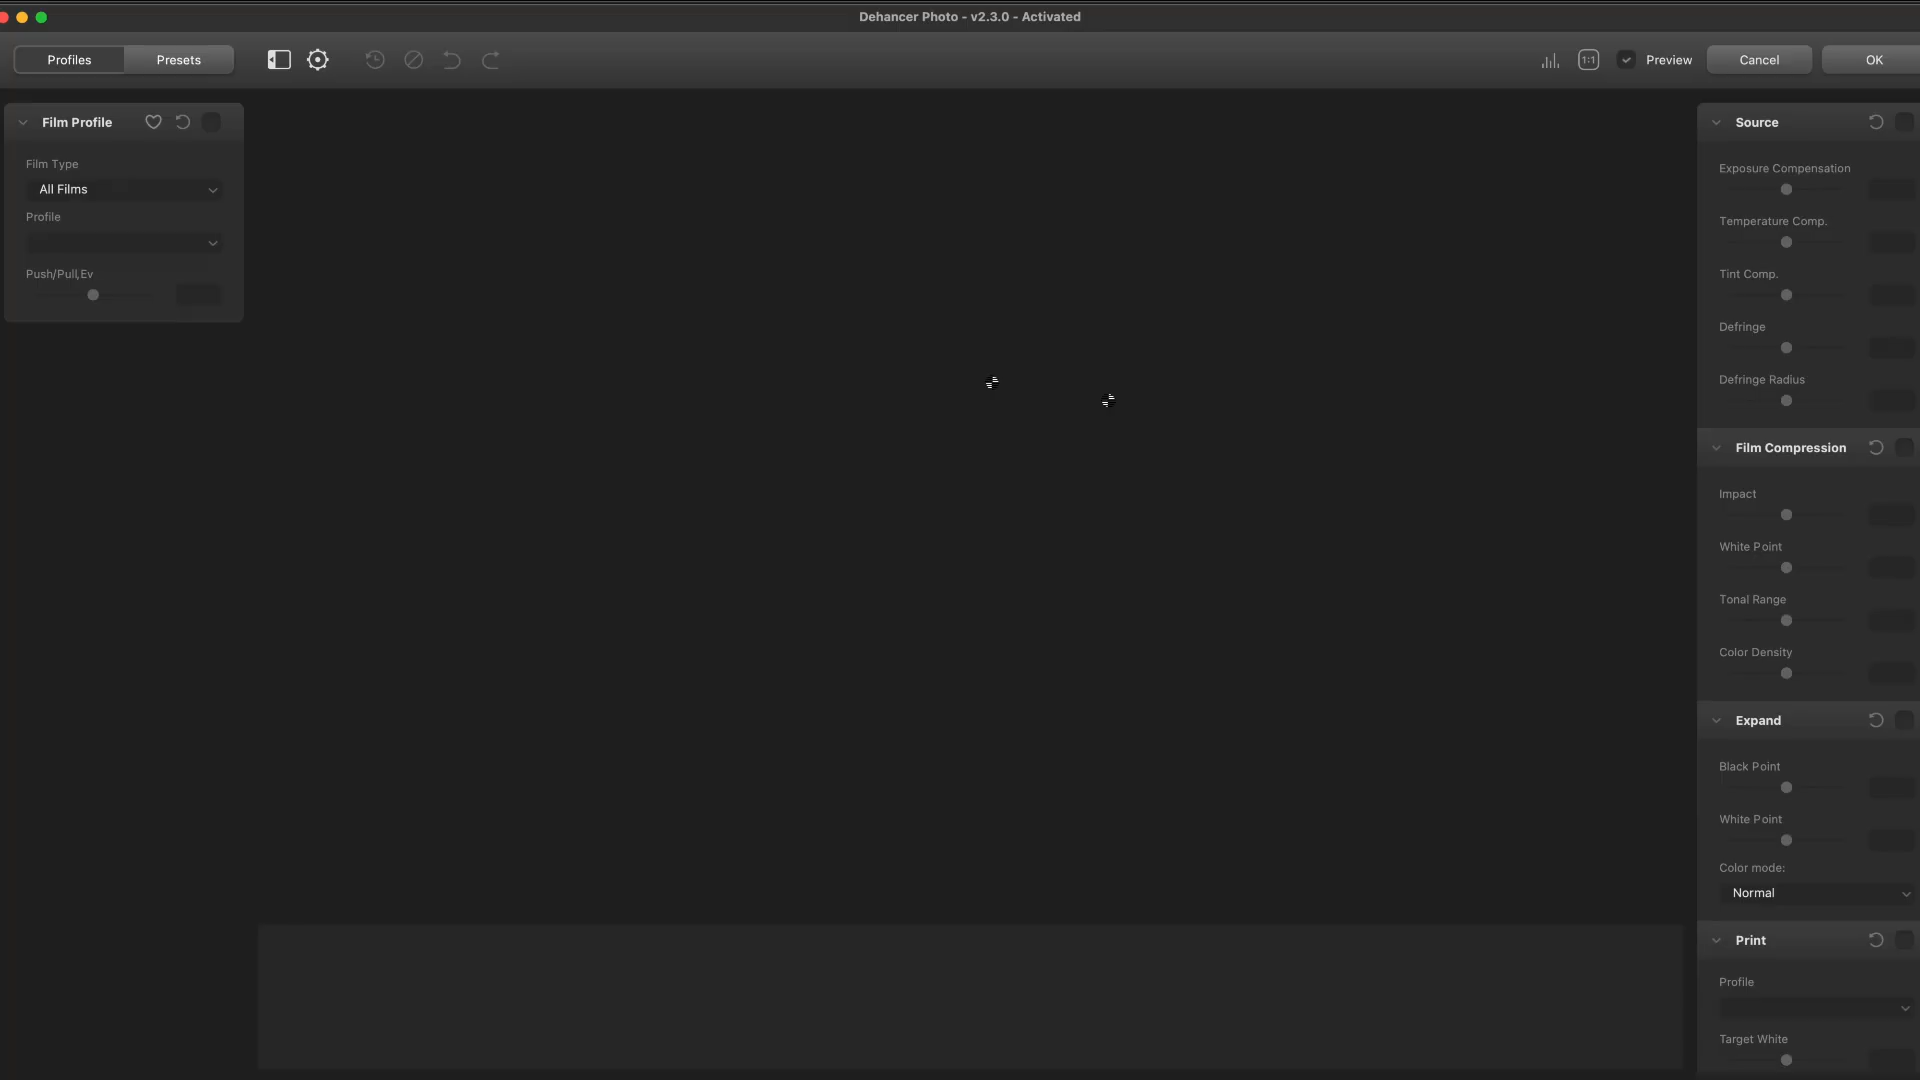 Dehancer Photo - v2.3.0 - Activated
Profiles
Presets
1:1
Preview
Cancel
OK
Film Profile
Film Type
All Films
Profile
Push/Pull,Ev
Source
Exposure Compensation
Temperature Comp.
Tint Comp.
Defringe
Defringe Radius
Film Compression
Impact
White Point
Tonal Range
Color Density
Expand
Black Point
White Point
Color mode:
Normal
Print
Profile
Target White